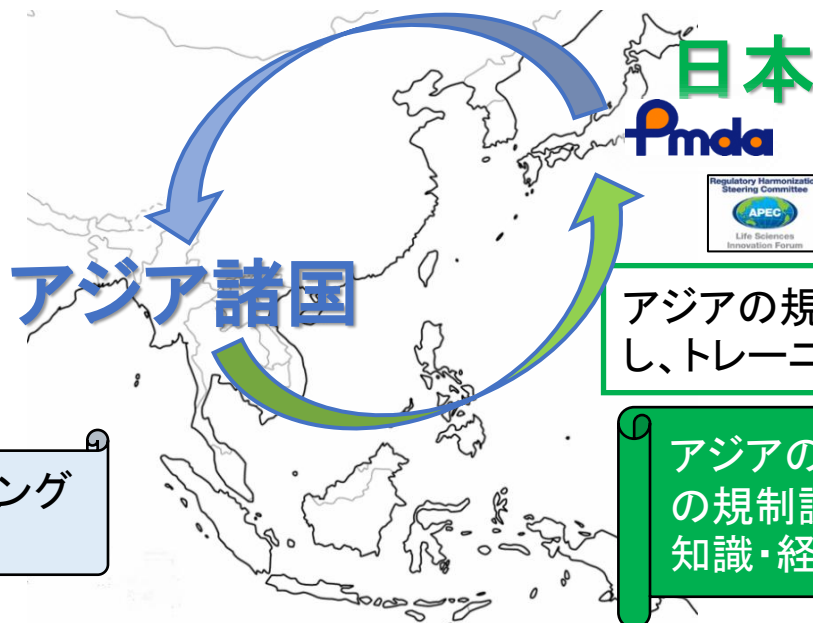 日本
Pmda
Regulatory Harmonization
Steering Committee
APEC
Life Sciences
Innovation Forum
アジア諸国
アジアの規
し、トレーニ
ング
アジアの
の規制
知識・経